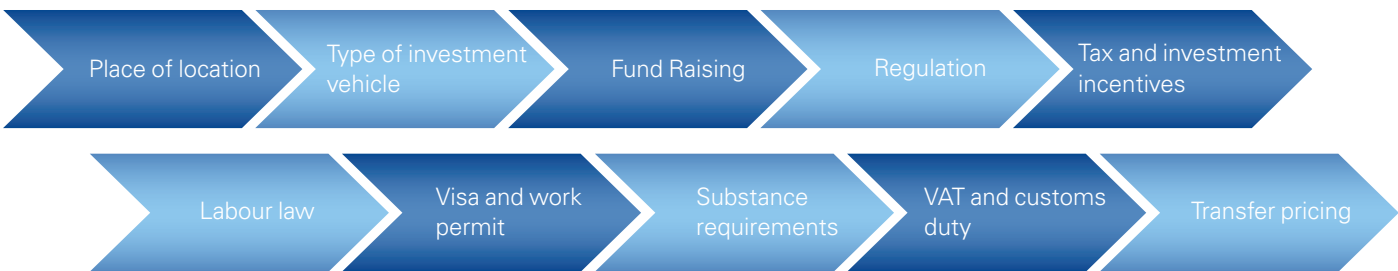 Place of location
Type of investment
vehicle
Fund Raising
Regulation
Tax and investment
incentives
Labour law
Visa and work
permit
Substance
requirements
VAT and customs
duty
Transfer pricing